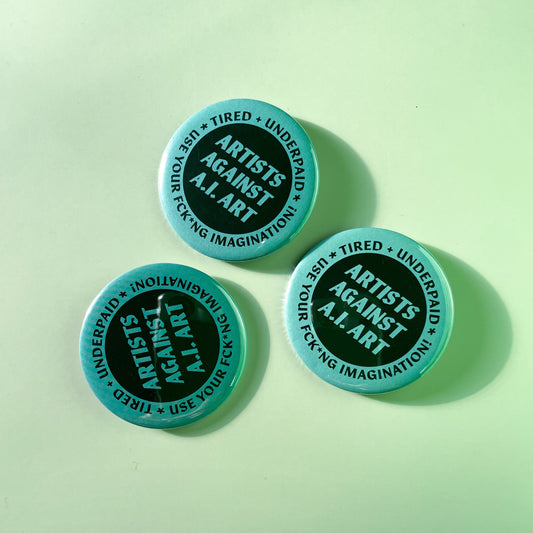 TIRED + UNDERPAID *
USE YOUR FCK*NG IMAGINATION! *
ARTISTS
AGAINST
A.I. ART
TIRED + UNDERPAID *
USE YOUR FCK*NG IMAGINATION! *
ARTISTS
AGAINST
A.I. ART
TIRED + UNDERPAID *
USE YOUR FCK*NG IMAGINATION! *
ARTISTS
AGAINST
A.I. ART